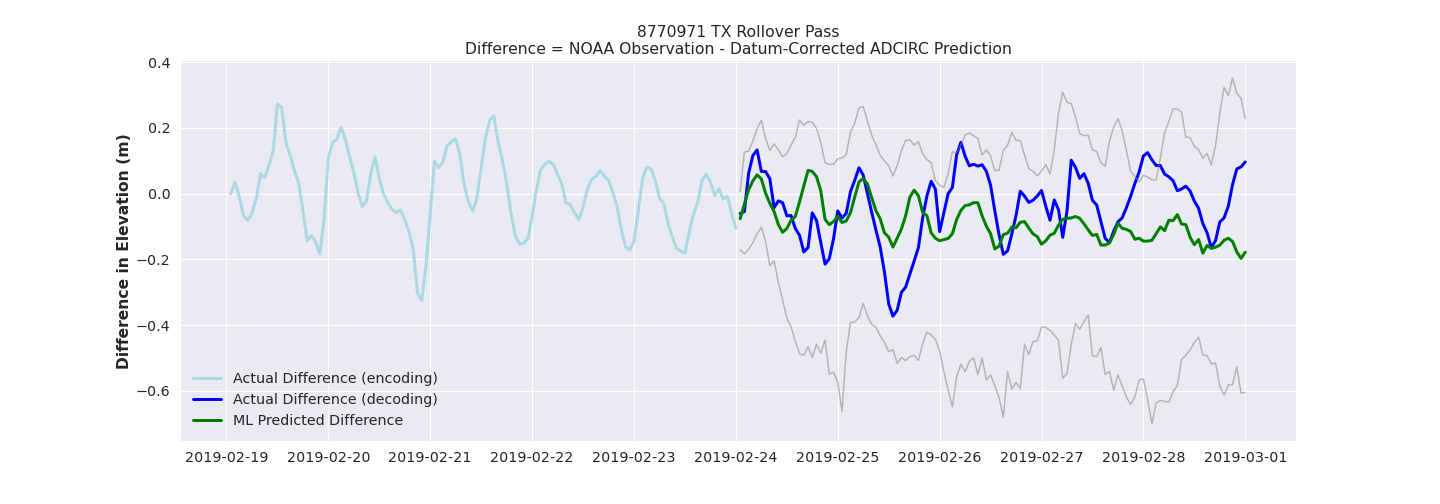 8770971 TX Rollover Pass
Difference = NOAA Observation - Datum-Corrected ADCIRC Prediction
Difference in Elevation (m)
0.4
0.2
0.0
−0.2
−0.4
−0.6
Actual Difference (encoding)
Actual Difference (decoding)
ML Predicted Difference
2019-02-19 2019-02-20 2019-02-21 2019-02-22 2019-02-23 2019-02-24 2019-02-25 2019-02-26 2019-02-27 2019-02-28 2019-03-01